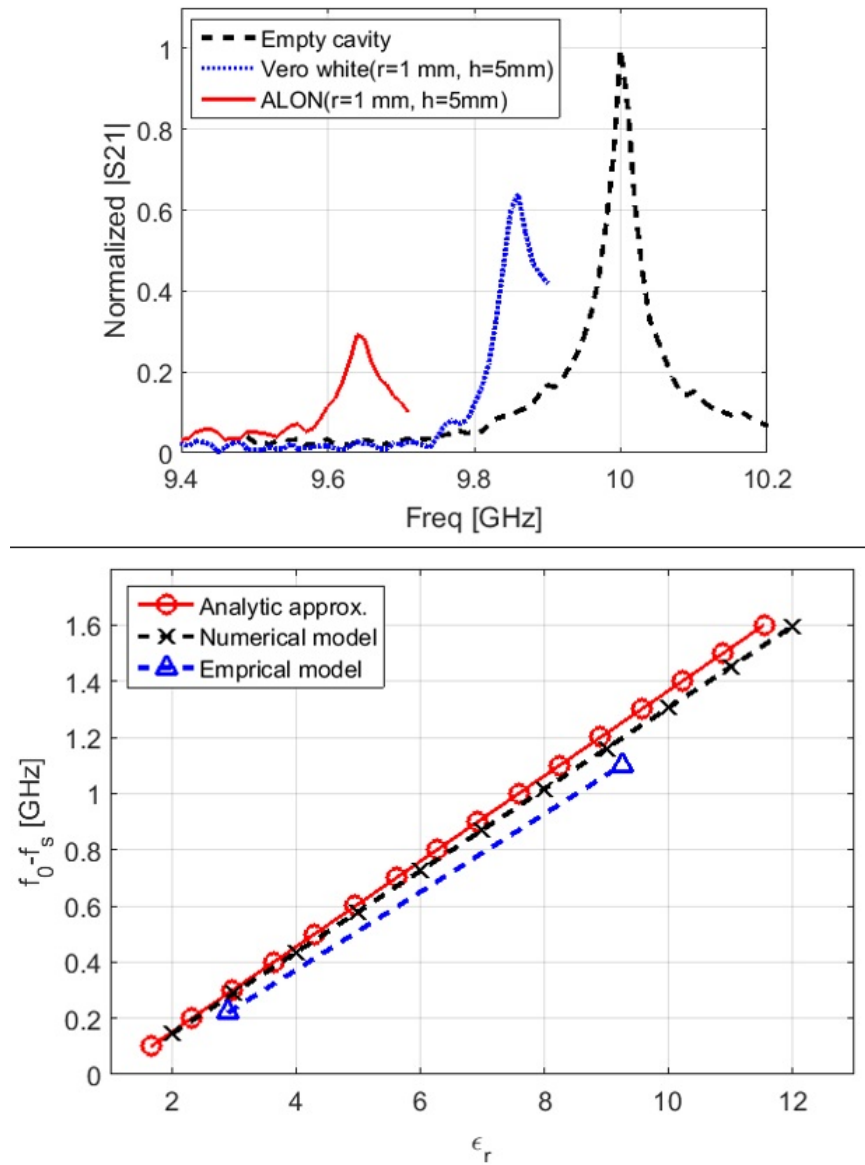 Empty cavity
Vero white(r=1 mm, h=5mm)
ALON(r=1 mm, h=5mm)
Normalized |S21|
1
0.8
0.6
0.4
0.2
0
9.4
9.6
9.8
10
10.2
Freq [GHz]
Analytic approx.
Numerical model
Emprical model
f₀-fₛ [GHz]
1.6
1.4
1.2
1
0.8
0.6
0.4
0.2
0
2
4
6
8
10
12
ϵᵣ